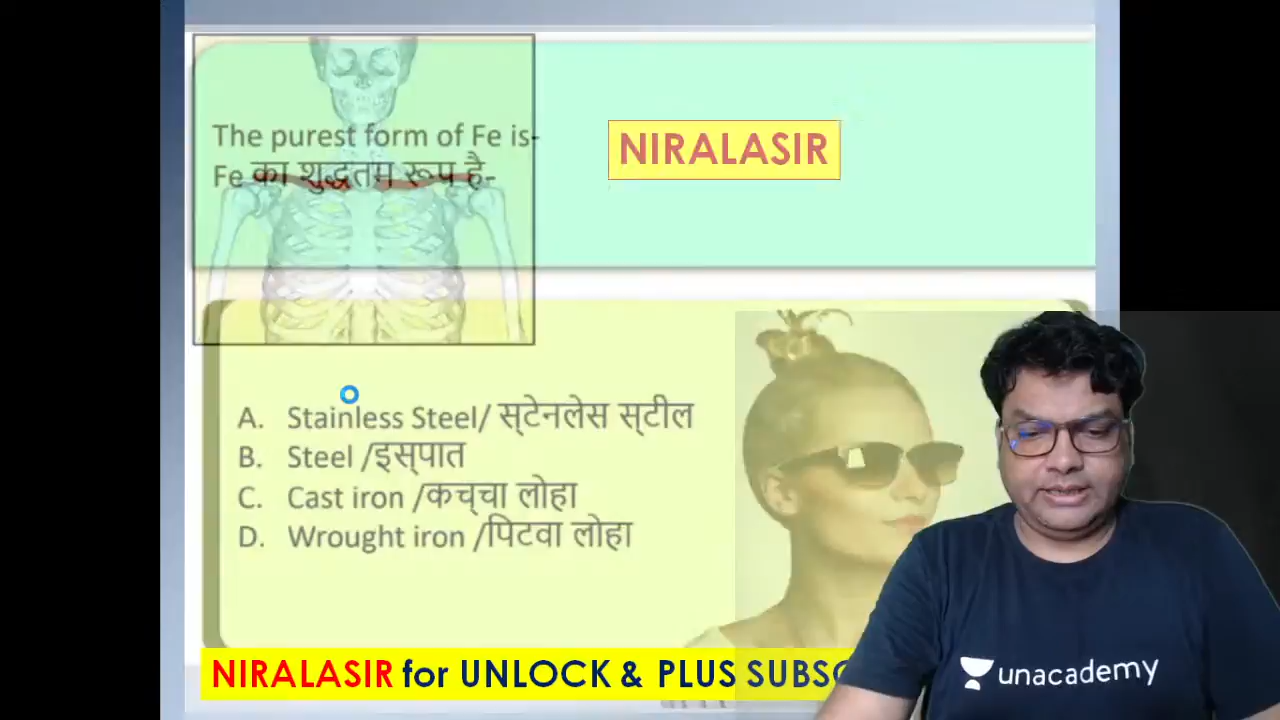 The purest form of Fe is-
Fe का शुद्धतम रूप है-
NIRALASIR
A. Stainless Steel/ स्टेनलेस स्टील
B. Steel /इस्पात
C. Cast iron /कच्चा लोहा
D. Wrought iron /पिटवा लोहा
NIRALASIR for UNLOCK & PLUS
unacademy